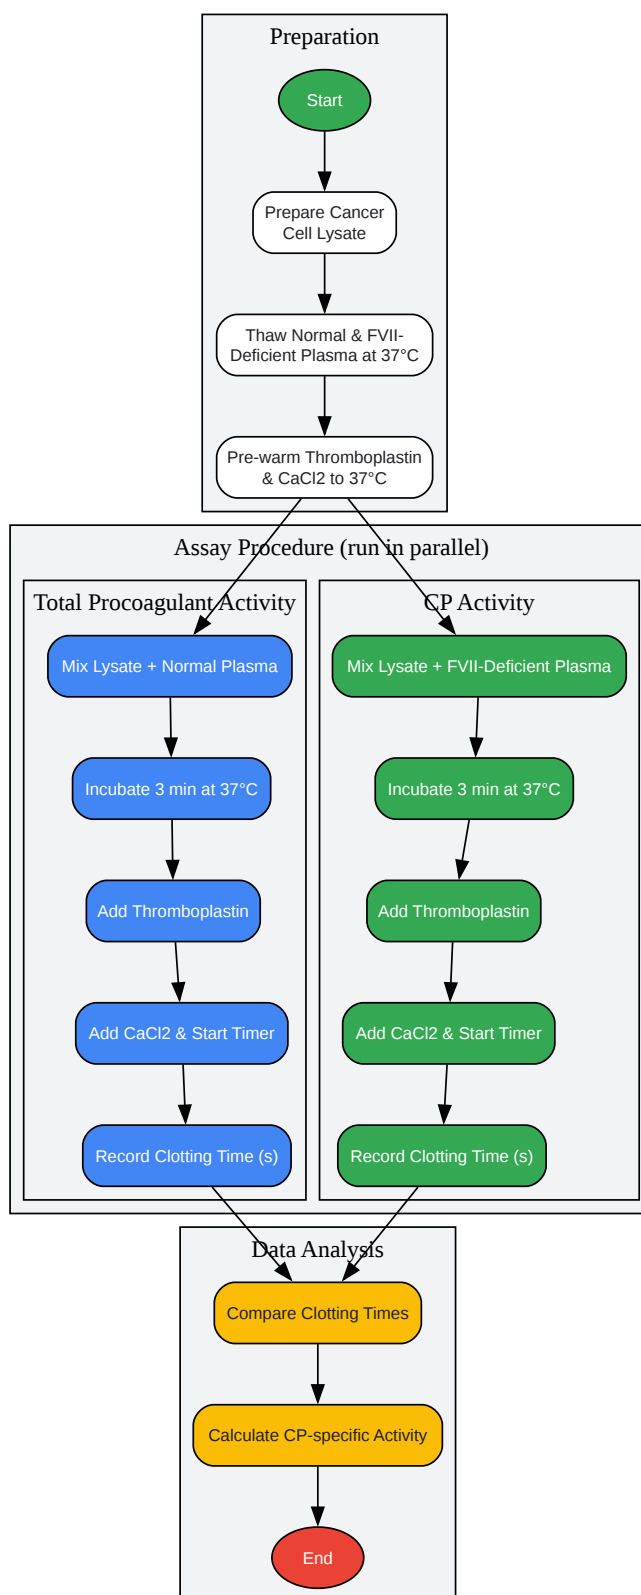 Preparation
Start
Prepare Cancer
Cell Lysate
Thaw Normal & FVII-
Deficient Plasma at 37°C
Pre-warm Thromboplastin
& CaCl2 to 37°C
Assay Procedure (run in parallel)
Total Procoagulant Activity
Mix Lysate + Normal Plasma
Incubate 3 min at 37°C
Add Thromboplastin
Add CaCl2 & Start Timer
Record Clotting Time (s)
CP Activity
Mix Lysate + FVII-Deficient Plasma
Incubate 3 min at 37°C
Add Thromboplastin
Add CaCl2 & Start Timer
Record Clotting Time (s)
Data Analysis
Compare Clotting Times
Calculate CP-specific Activity
End